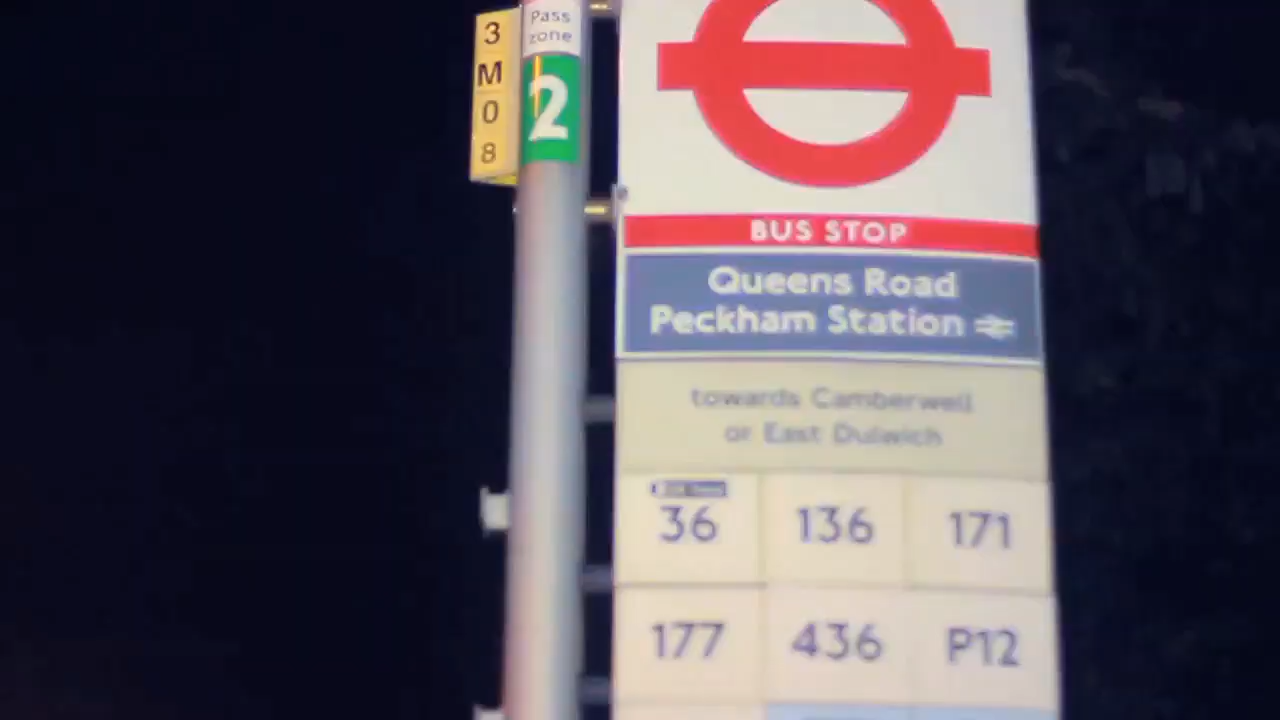 3
M
0
8
Pass
zone
2
BUS STOP
Queens Road
Peckham Station
towards Camberwell
or East Dulwich
36
136
171
177
436
P12